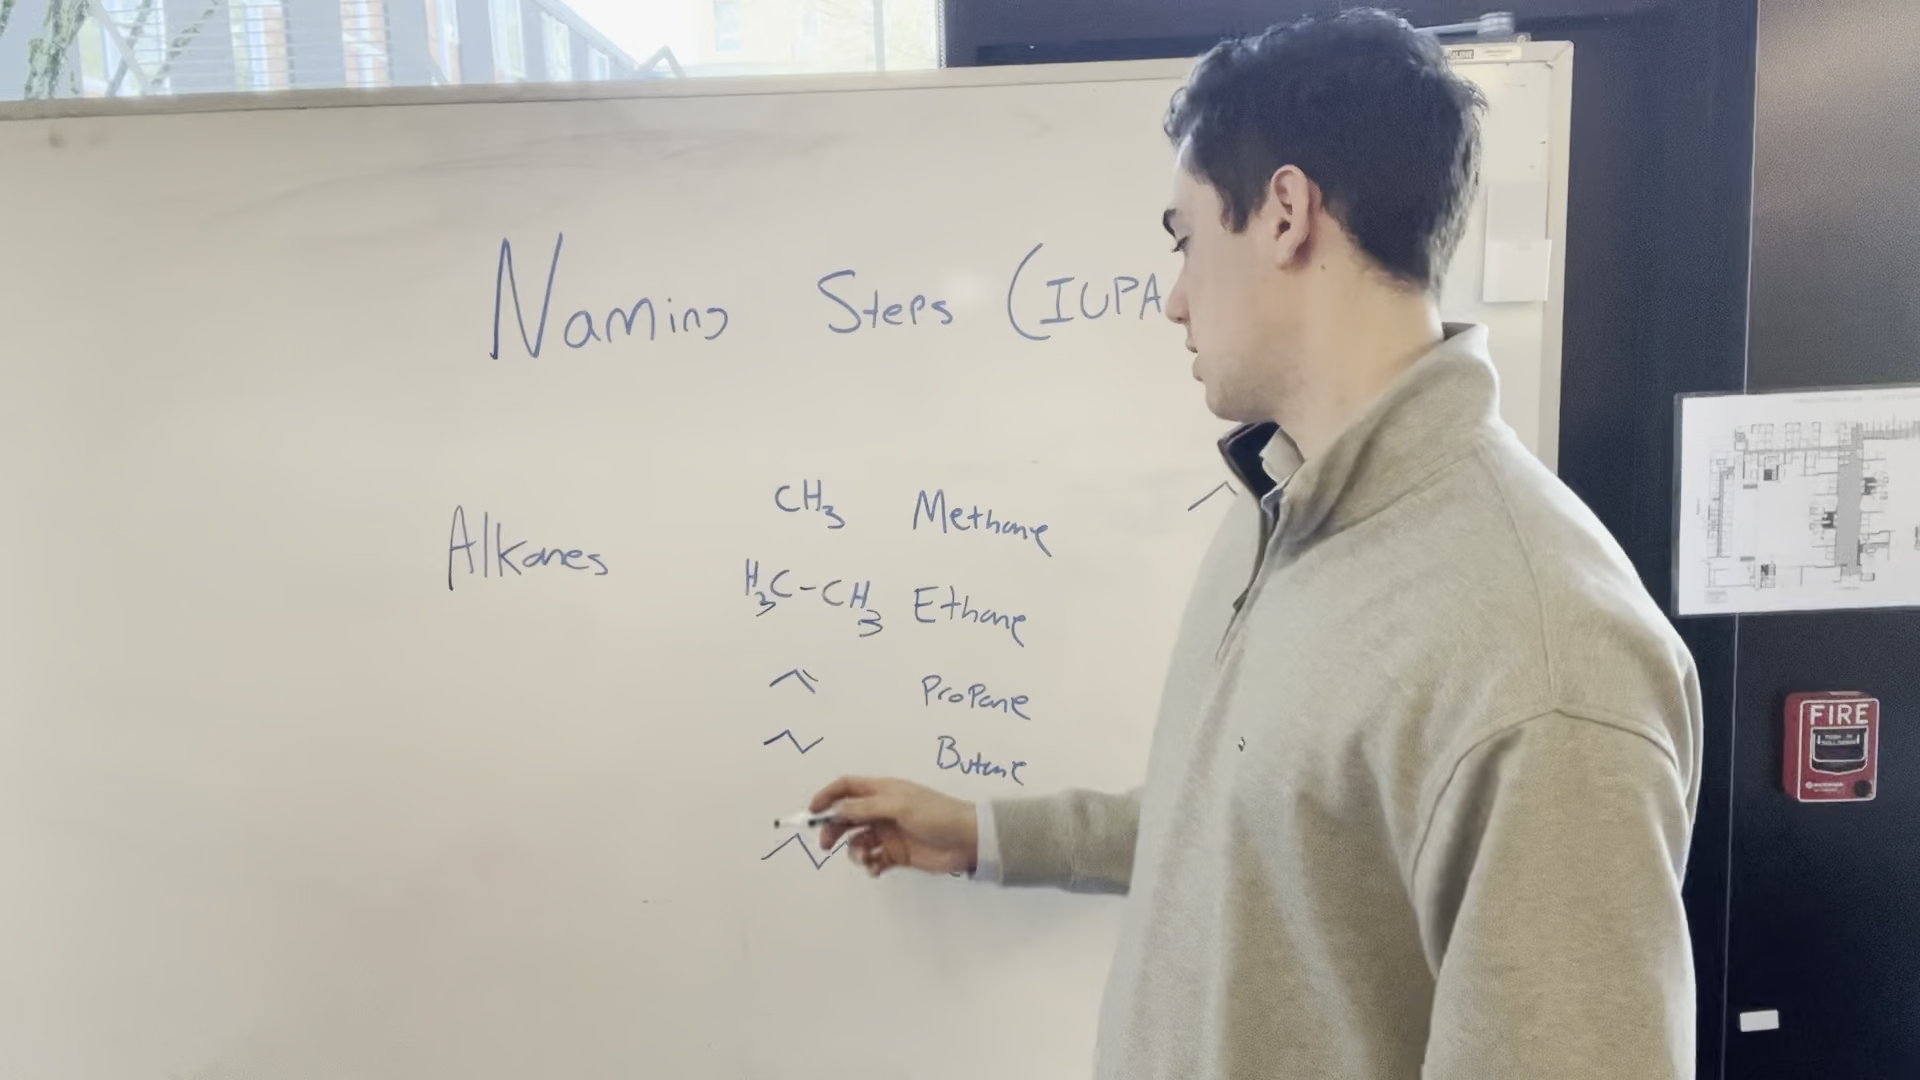 Naming Steps (IUPA
Alkanes
CH3 Methane
H3C-CH3 Ethane
Propane
Butane
FIRE